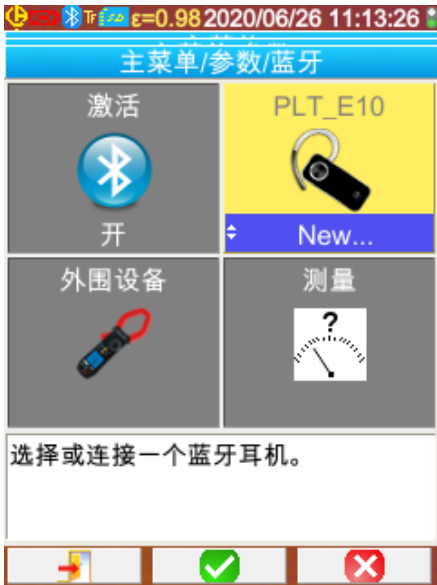 TF ε=0.98 2020/06/26 11:13:26
主菜单/参数/蓝牙
激活
PLT_E10
开
New...
外围设备
测量
?
选择或连接一个蓝牙耳机。